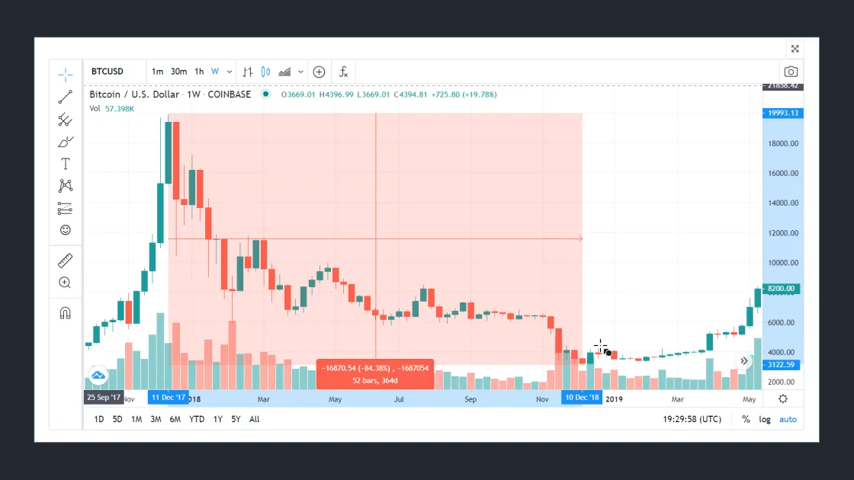 BTCUSD 1m 30m 1h W
Bitcoin / U.S. Dollar · 1W · COINBASE O3669.01 H4396.99 L3669.01 C4394.81 +725.80 (+19.78%)
Vol 57.398K
19993.13
18000.00
16000.00
14000.00
12000.00
10000.00
8200.00
6000.00
4000.00
3122.59
2000.00
−16870.54 (−84.38%) , −1687054
52 bars, 364d
25 Sep '17 Nov 11 Dec '17 018 Mar May Jul Sep Nov 10 Dec '18 2019 Mar May
1D 5D 1M 3M 6M YTD 1Y 5Y All 19:29:58 (UTC) % log auto